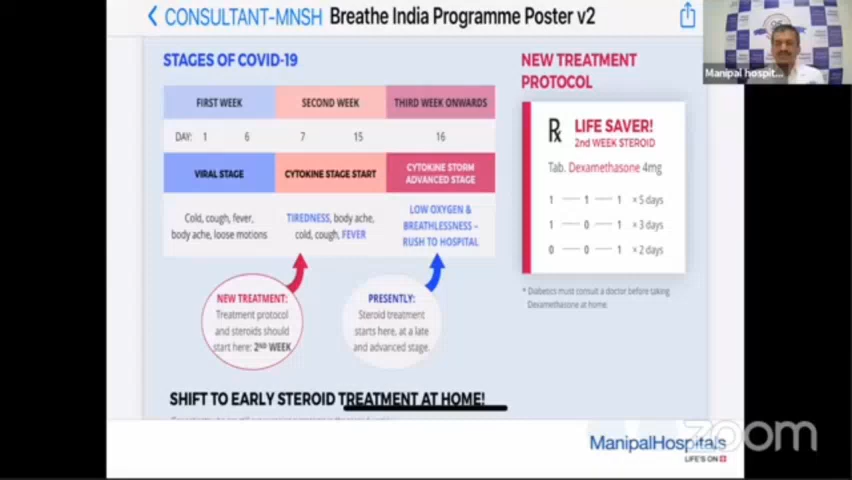 CONSULTANT-MNSH Breathe India Programme Poster v2
Manipal hospit...
STAGES OF COVID-19
FIRST WEEK SECOND WEEK THIRD WEEK ONWARDS
DAY: 1 6 7 15 16
VIRAL STAGE CYTOKINE STAGE START CYTOKINE STORM
ADVANCED STAGE
Cold, cough, fever,
body ache, loose motions
TIREDNESS, body ache,
cold, cough, FEVER
LOW OXYGEN &
BREATHLESSNESS –
RUSH TO HOSPITAL
NEW TREATMENT:
Treatment protocol
and steroids should
start here: 2ND WEEK
PRESENTLY:
Steroid treatment
starts here, at a late
and advanced stage.
NEW TREATMENT
PROTOCOL
Rx LIFE SAVER!
2nd WEEK STEROID
Tab. Dexamethasone 4mg
1 — 1 — 1 × 5 days
1 — 0 — 1 × 3 days
0 — 0 — 1 × 2 days
* Diabetics must consult a doctor before taking
Dexamethasone at home.
SHIFT TO EARLY STEROID TREATMENT AT HOME!
zoom
ManipalHospitals
LIFE'S ON